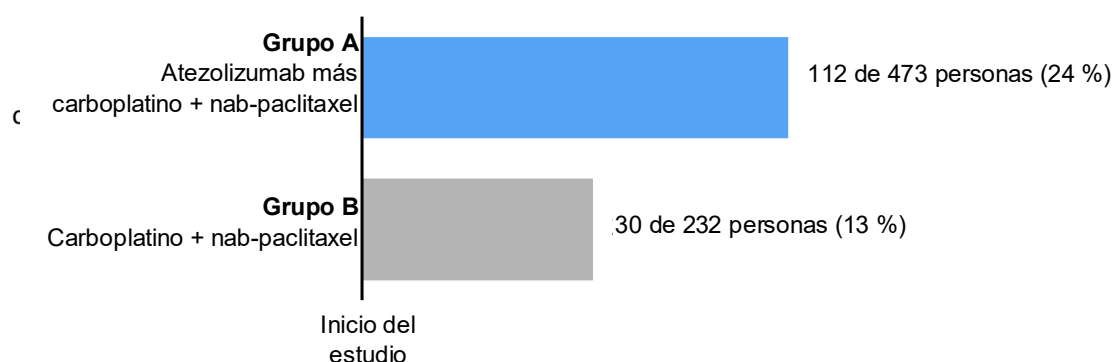 Grupo A
Atezolizumab más
carboplatino + nab-paclitaxel
112 de 473 personas (24 %)
Grupo B
Carboplatino + nab-paclitaxel
30 de 232 personas (13 %)
Inicio del
estudio